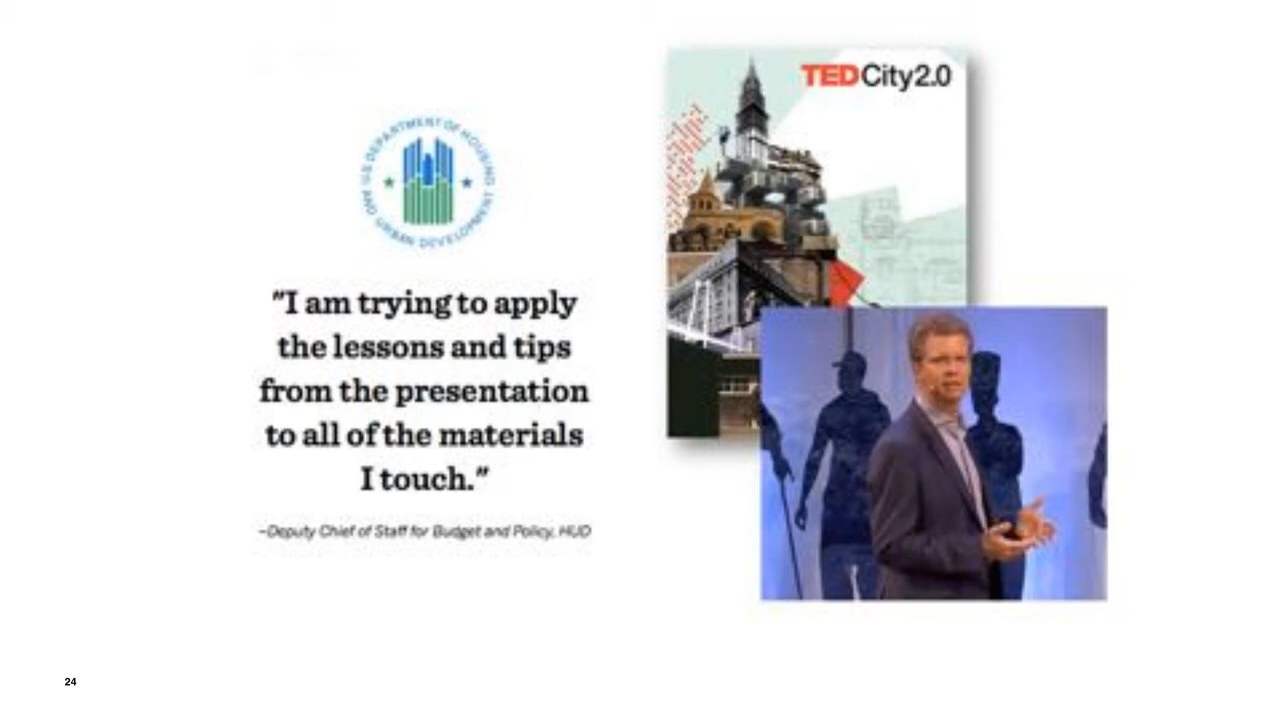 U.S. DEPARTMENT OF HOUSING
AND URBAN DEVELOPMENT
"I am trying to apply
the lessons and tips
from the presentation
to all of the materials
I touch."
–Deputy Chief of Staff for Budget and Policy, HUD
TEDCity2.0
24